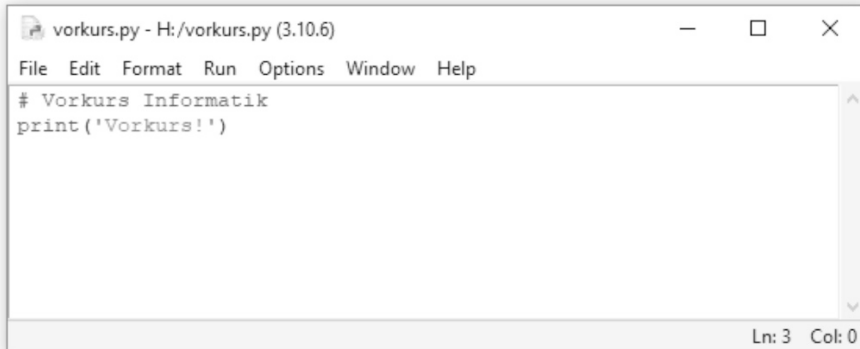 vorkurs.py - H:/vorkurs.py (3.10.6)
File Edit Format Run Options Window Help
# Vorkurs Informatik
print('Vorkurs!')
Ln: 3 Col: 0